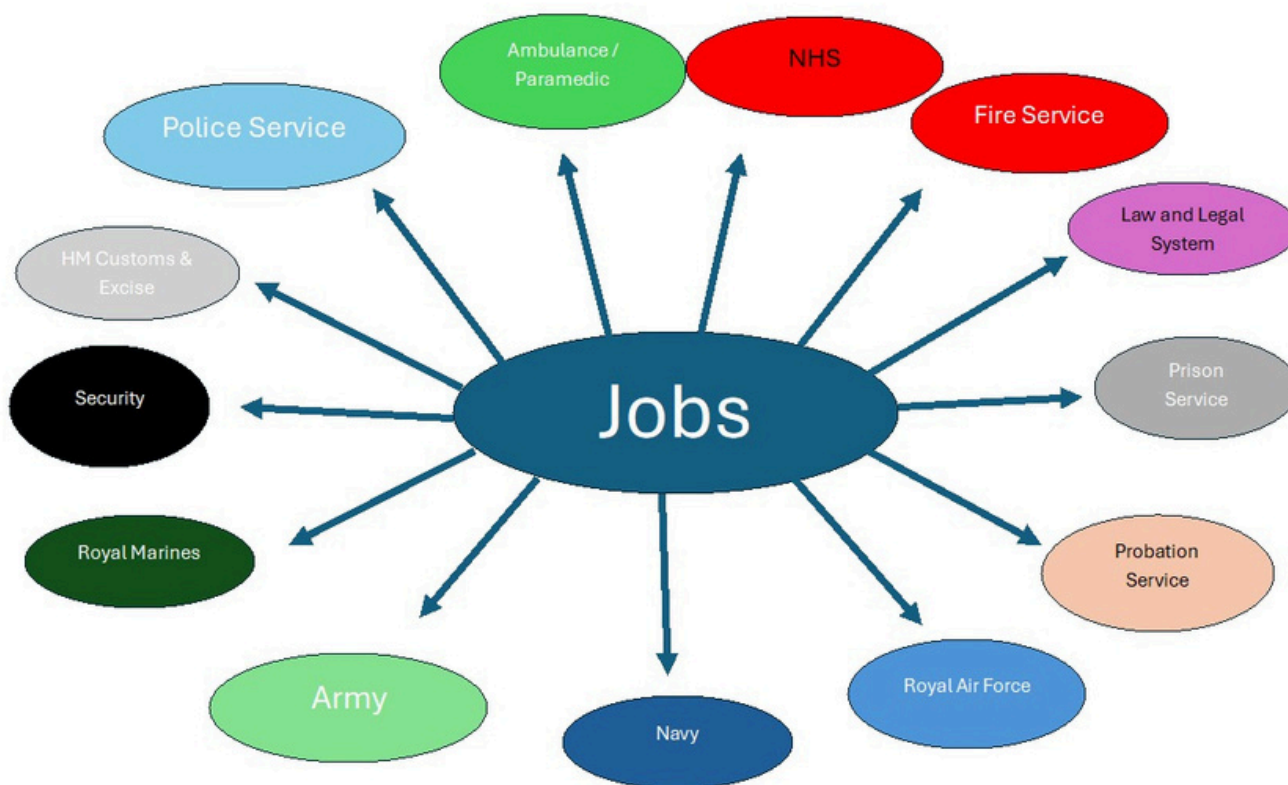 Ambulance /
Paramedic
NHS
Fire Service
Police Service
Law and Legal
System
HM Customs &
Excise
Prison
Service
Security
Jobs
Royal Marines
Probation
Service
Army
Royal Air Force
Navy